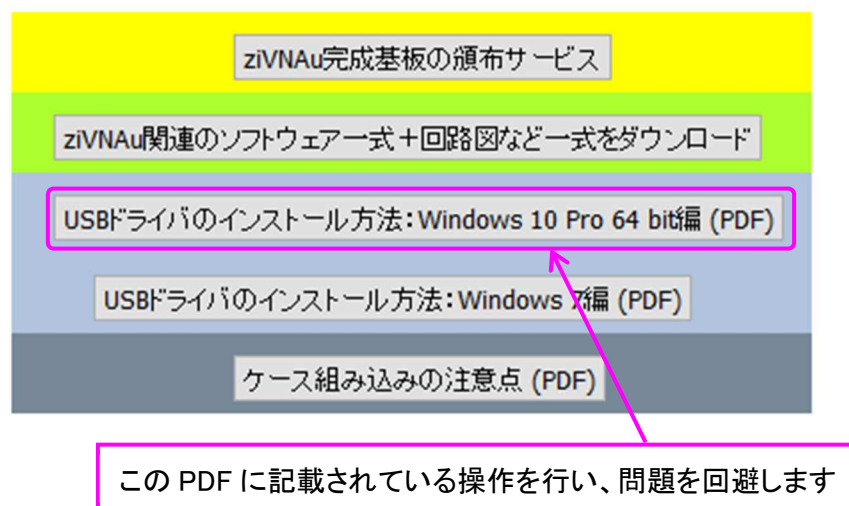 ziVNAu完成基板の頒布サービス
ziVNAu関連のソフトウェアー式+回路図など一式をダウンロード
USBドライバのインストール方法:Windows 10 Pro 64 bit編 (PDF)
USBドライバのインストール方法:Windows 7編 (PDF)
ケース組み込みの注意点 (PDF)
この PDF に記載されている操作を行い、問題を回避します